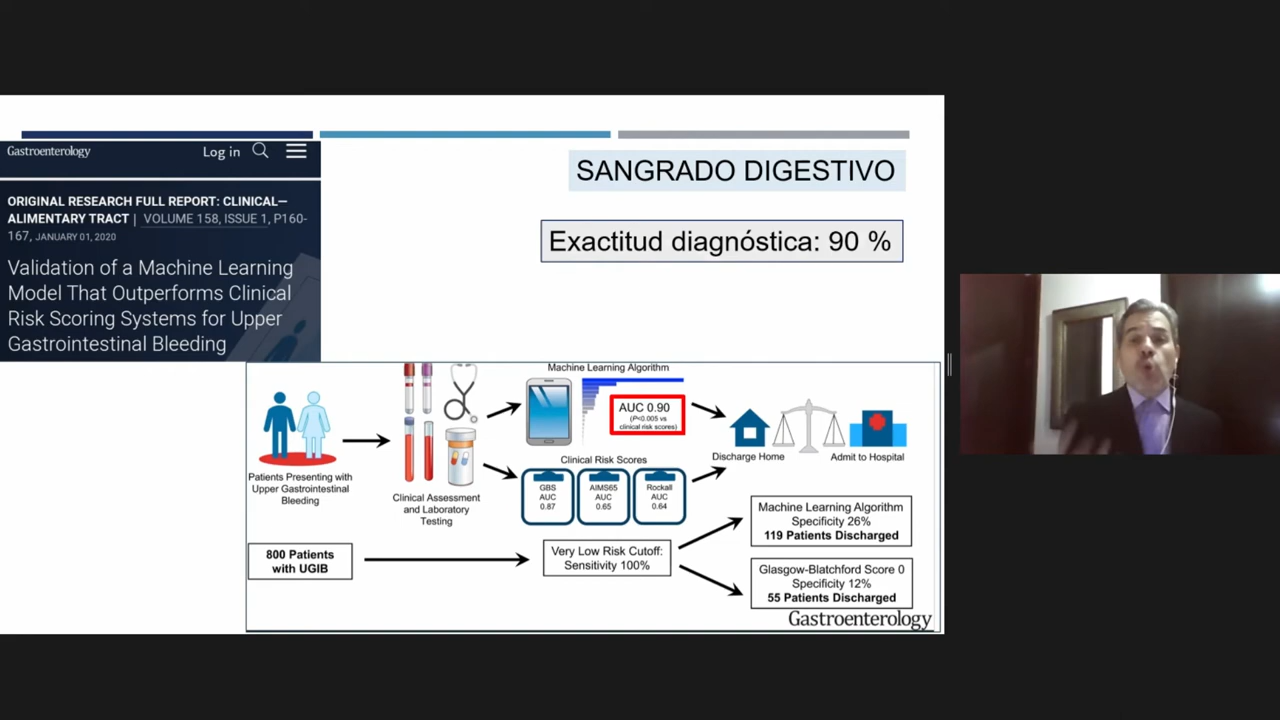 Gastroenterology
Log in
ORIGINAL RESEARCH FULL REPORT: CLINICAL—
ALIMENTARY TRACT | VOLUME 158, ISSUE 1, P160-
167, JANUARY 01, 2020
Validation of a Machine Learning
Model That Outperforms Clinical
Risk Scoring Systems for Upper
Gastrointestinal Bleeding
SANGRADO DIGESTIVO
Exactitud diagnóstica: 90 %
Patients Presenting with
Upper Gastrointestinal
Bleeding
Clinical Assessment
and Laboratory
Testing
Machine Learning Algorithm
AUC 0.90
(P<0.005 vs
clinical risk scores)
Clinical Risk Scores
GBS
AUC
0.87
AIMS65
AUC
0.65
Rockall
AUC
0.64
Discharge Home
Admit to Hospital
800 Patients
with UGIB
Very Low Risk Cutoff:
Sensitivity 100%
Machine Learning Algorithm
Specificity 26%
119 Patients Discharged
Glasgow-Blatchford Score 0
Specificity 12%
55 Patients Discharged
Gastroenterology